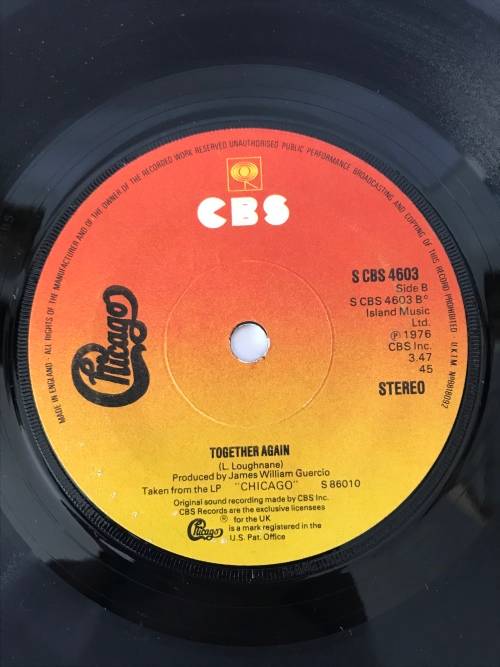 MADE IN ENGLAND - ALL RIGHTS OF THE MANUFACTURER AND OF THE OWNER OF THE RECORDED WORK RESERVED UNAUTHORISED PUBLIC PERFORMANCE BROADCASTING AND COPYING OF THIS RECORD PROHIBITED U.K.I.M.
CBS
S CBS 4603
Side B
S CBS 4603 B°
Island Music
Ltd.
℗ 1976
CBS Inc.
3.47
45
STEREO
Chicago
TOGETHER AGAIN
(L. Loughnane)
Produced by James William Guercio
Taken from the LP "CHICAGO" S 86010
Original sound recording made by CBS Inc.
CBS Records are the exclusive licensees
® for the UK
Chicago is a mark registered in the
U.S. Pat. Office